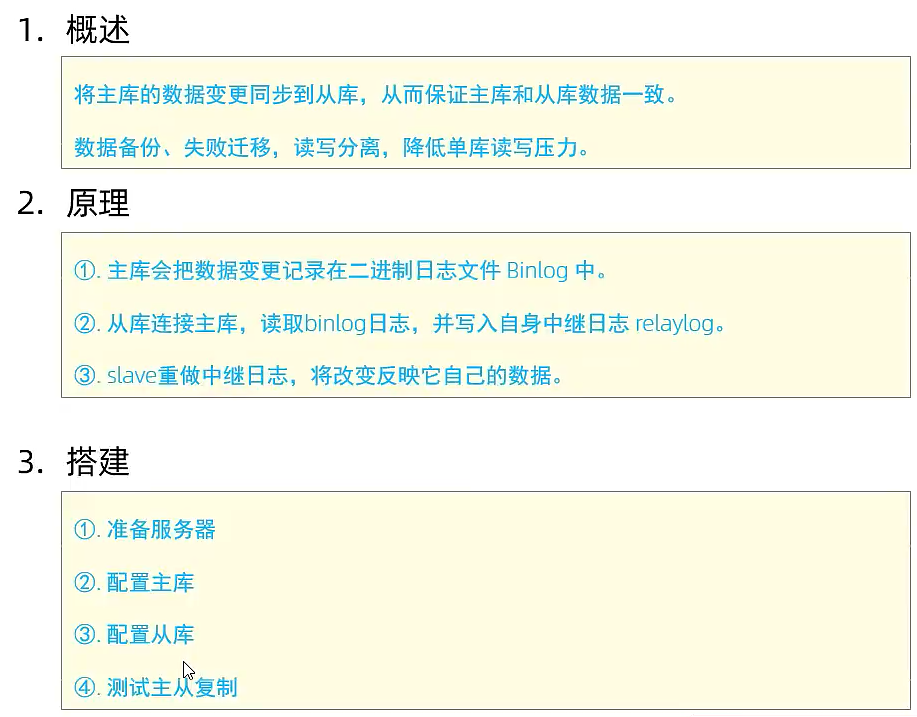 1. 概述
将主库的数据变更同步到从库，从而保证主库和从库数据一致。
数据备份、失败迁移，读写分离，降低单库读写压力。
2. 原理
①. 主库会把数据变更记录在二进制日志文件 Binlog 中。
②. 从库连接主库，读取binlog日志，并写入自身中继日志 relaylog。
③. slave重做中继日志，将改变反映它自己的数据。
3. 搭建
①. 准备服务器
②. 配置主库
③. 配置从库
④. 测试主从复制